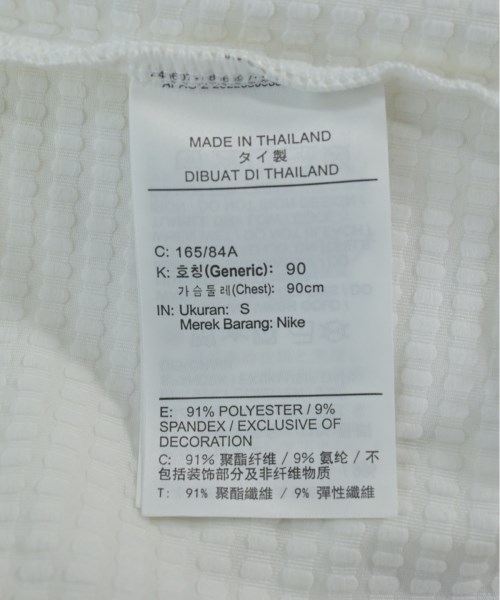 MADE IN THAILAND
タイ製
DIBUAT DI THAILAND
C: 165/84A
K: 호칭(Generic): 90
가슴둘레(Chest): 90cm
IN: Ukuran: S
Merek Barang: Nike
E: 91% POLYESTER / 9%
SPANDEX / EXCLUSIVE OF
DECORATION
C: 91% 聚酯纤维 / 9% 氨纶 / 不
包括装饰部分及非纤维物质
T: 91% 聚酯纖維 / 9% 彈性纖維